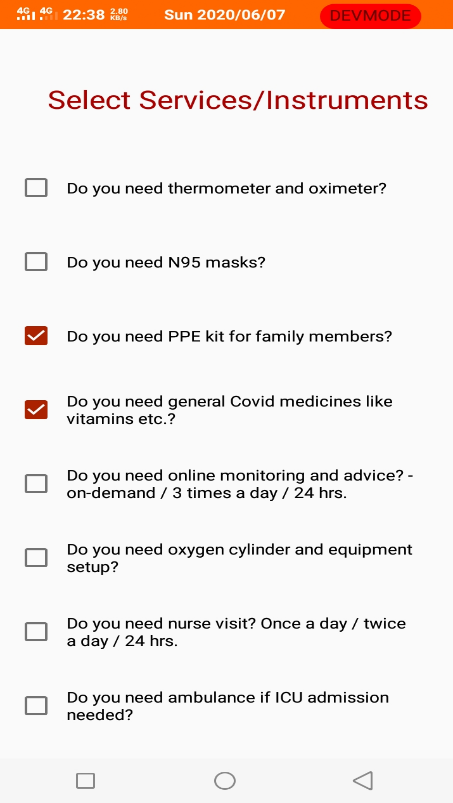 4G 4G 22:38 2.80 KB/s Sun 2020/06/07 DEVMODE
Select Services/Instruments
Do you need thermometer and oximeter?
Do you need N95 masks?
Do you need PPE kit for family members?
Do you need general Covid medicines like
vitamins etc.?
Do you need online monitoring and advice? -
on-demand / 3 times a day / 24 hrs.
Do you need oxygen cylinder and equipment
setup?
Do you need nurse visit? Once a day / twice
a day / 24 hrs.
Do you need ambulance if ICU admission
needed?